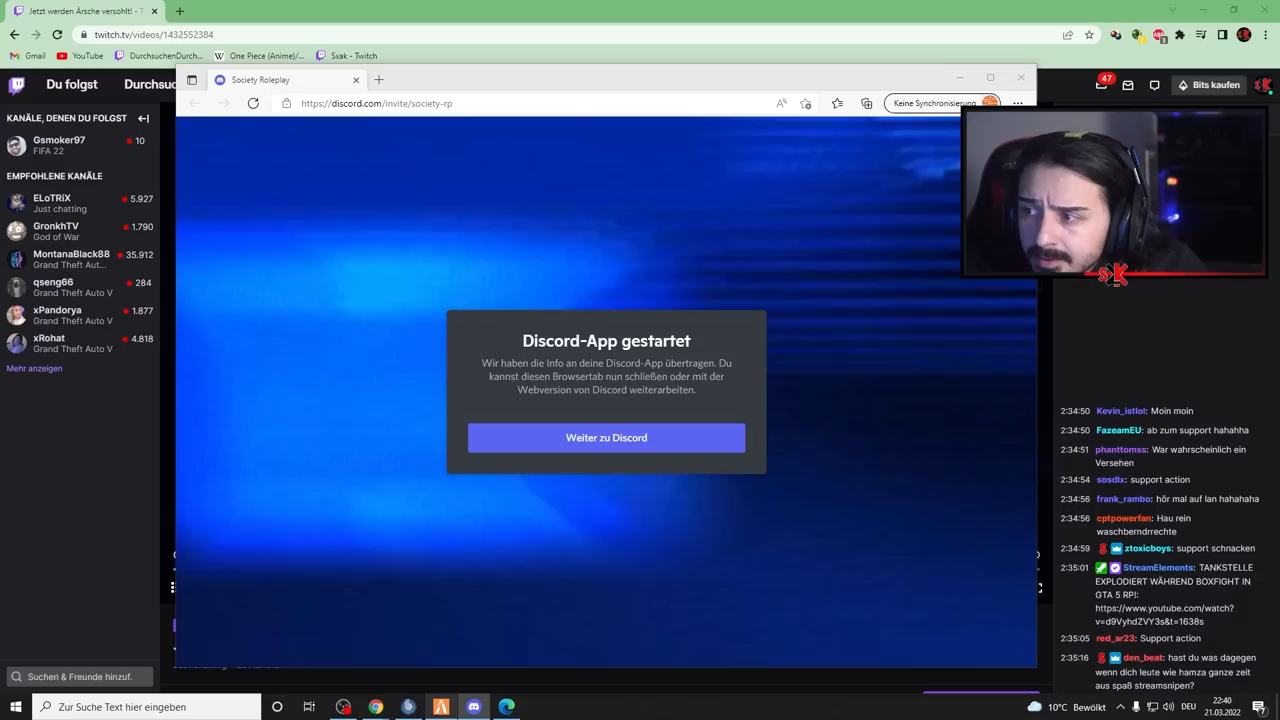 Jetzt werden Ärsche versohlt! - T
twitch.tv/videos/1432552384
Gmail
YouTube
DurchsuchenDurch...
One Piece (Anime)/...
Sxak - Twitch
3
Du folgst
Durchsuc
47
Bits kaufen
Society Roleplay
https://discord.com/invite/society-rp
Keine Synchronisierung
KANÄLE, DENEN DU FOLGST
Gsmoker97
10
FIFA 22
EMPFOHLENE KANÄLE
ELoTRiX
5.927
Just chatting
GronkhTV
1.790
God of War
MontanaBlack88
35.912
Grand Theft Aut...
qseng66
284
Grand Theft Auto V
xPandorya
1.877
Grand Theft Auto V
xRohat
4.818
Grand Theft Auto V
Mehr anzeigen
Discord-App gestartet
Wir haben die Info an deine Discord-App übertragen. Du
kannst diesen Browsertab nun schließen oder mit der
Webversion von Discord weiterarbeiten.
Weiter zu Discord
2:34:50 Kevin_istlol: Moin moin
2:34:50 FazeamEU: ab zum support hahahha
2:34:51 phanttomss: War wahrscheinlich ein
Versehen
2:34:54 sosdlx: support action
2:34:56 frank_rambo: hör mal auf lan hahahaha
2:34:56 cptpowerfan: Hau rein
waschberndrrechte
2:34:59 ztoxicboys: support schnacken
2:35:01 StreamElements: TANKSTELLE
EXPLODIERT WÄHREND BOXFIGHT IN
GTA 5 RP!:
https://www.youtube.com/watch?
v=d9VyhdZVY3s&t=1638s
2:35:05 red_ar23: Support action
2:35:16 den_beat: hast du was dagegen
wenn dich leute wie hamza ganze zeit
aus spaß streamsnipen?
Suchen & Freunde hinzuf.
Zur Suche Text hier eingeben
10°C Bewölkt
DEU
22:40
21.03.2022